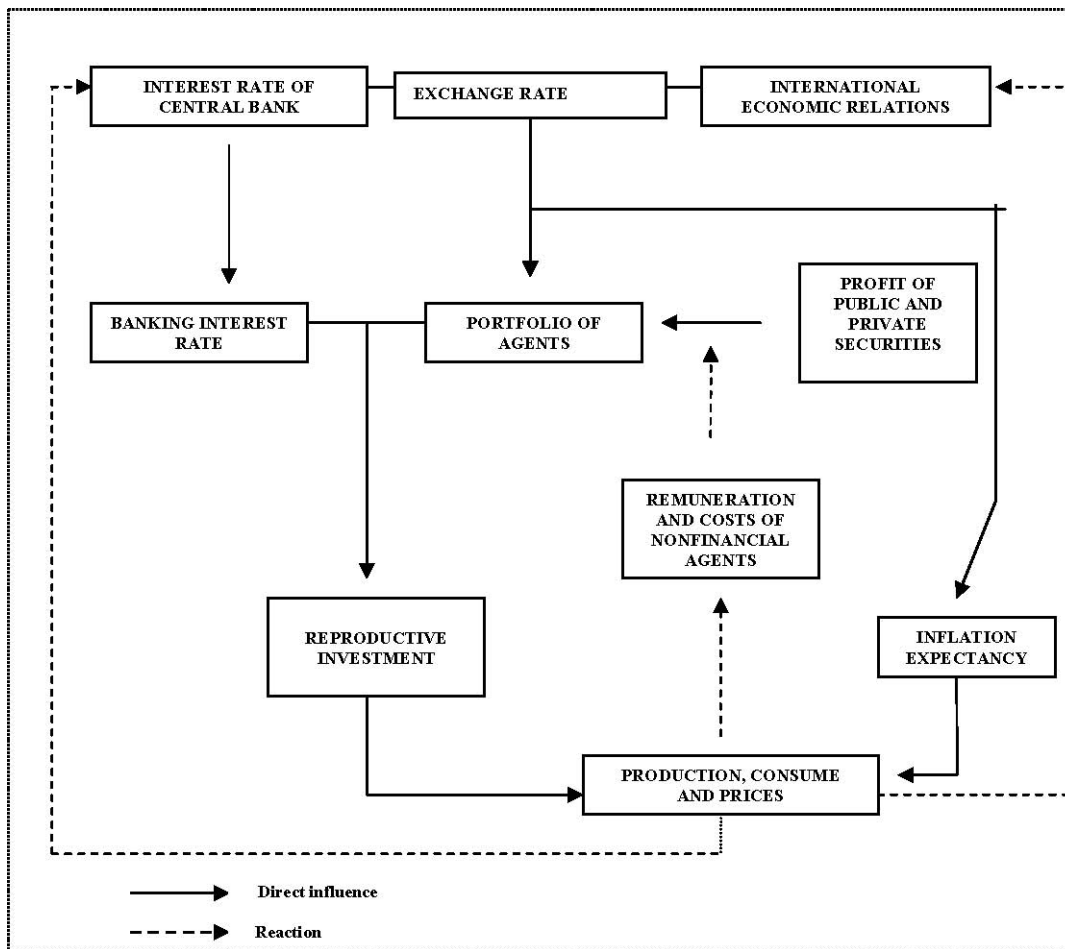 INTEREST RATE OF
CENTRAL BANK
EXCHANGE RATE
INTERNATIONAL
ECONOMIC RELATIONS
BANKING INTEREST
RATE
PORTFOLIO OF
AGENTS
PROFIT OF
PUBLIC AND
PRIVATE
SECURITIES
REMUNERATION
AND COSTS OF
NONFINANCIAL
AGENTS
REPRODUCTIVE
INVESTMENT
INFLATION
EXPECTANCY
PRODUCTION, CONSUME
AND PRICES
Direct influence
Reaction